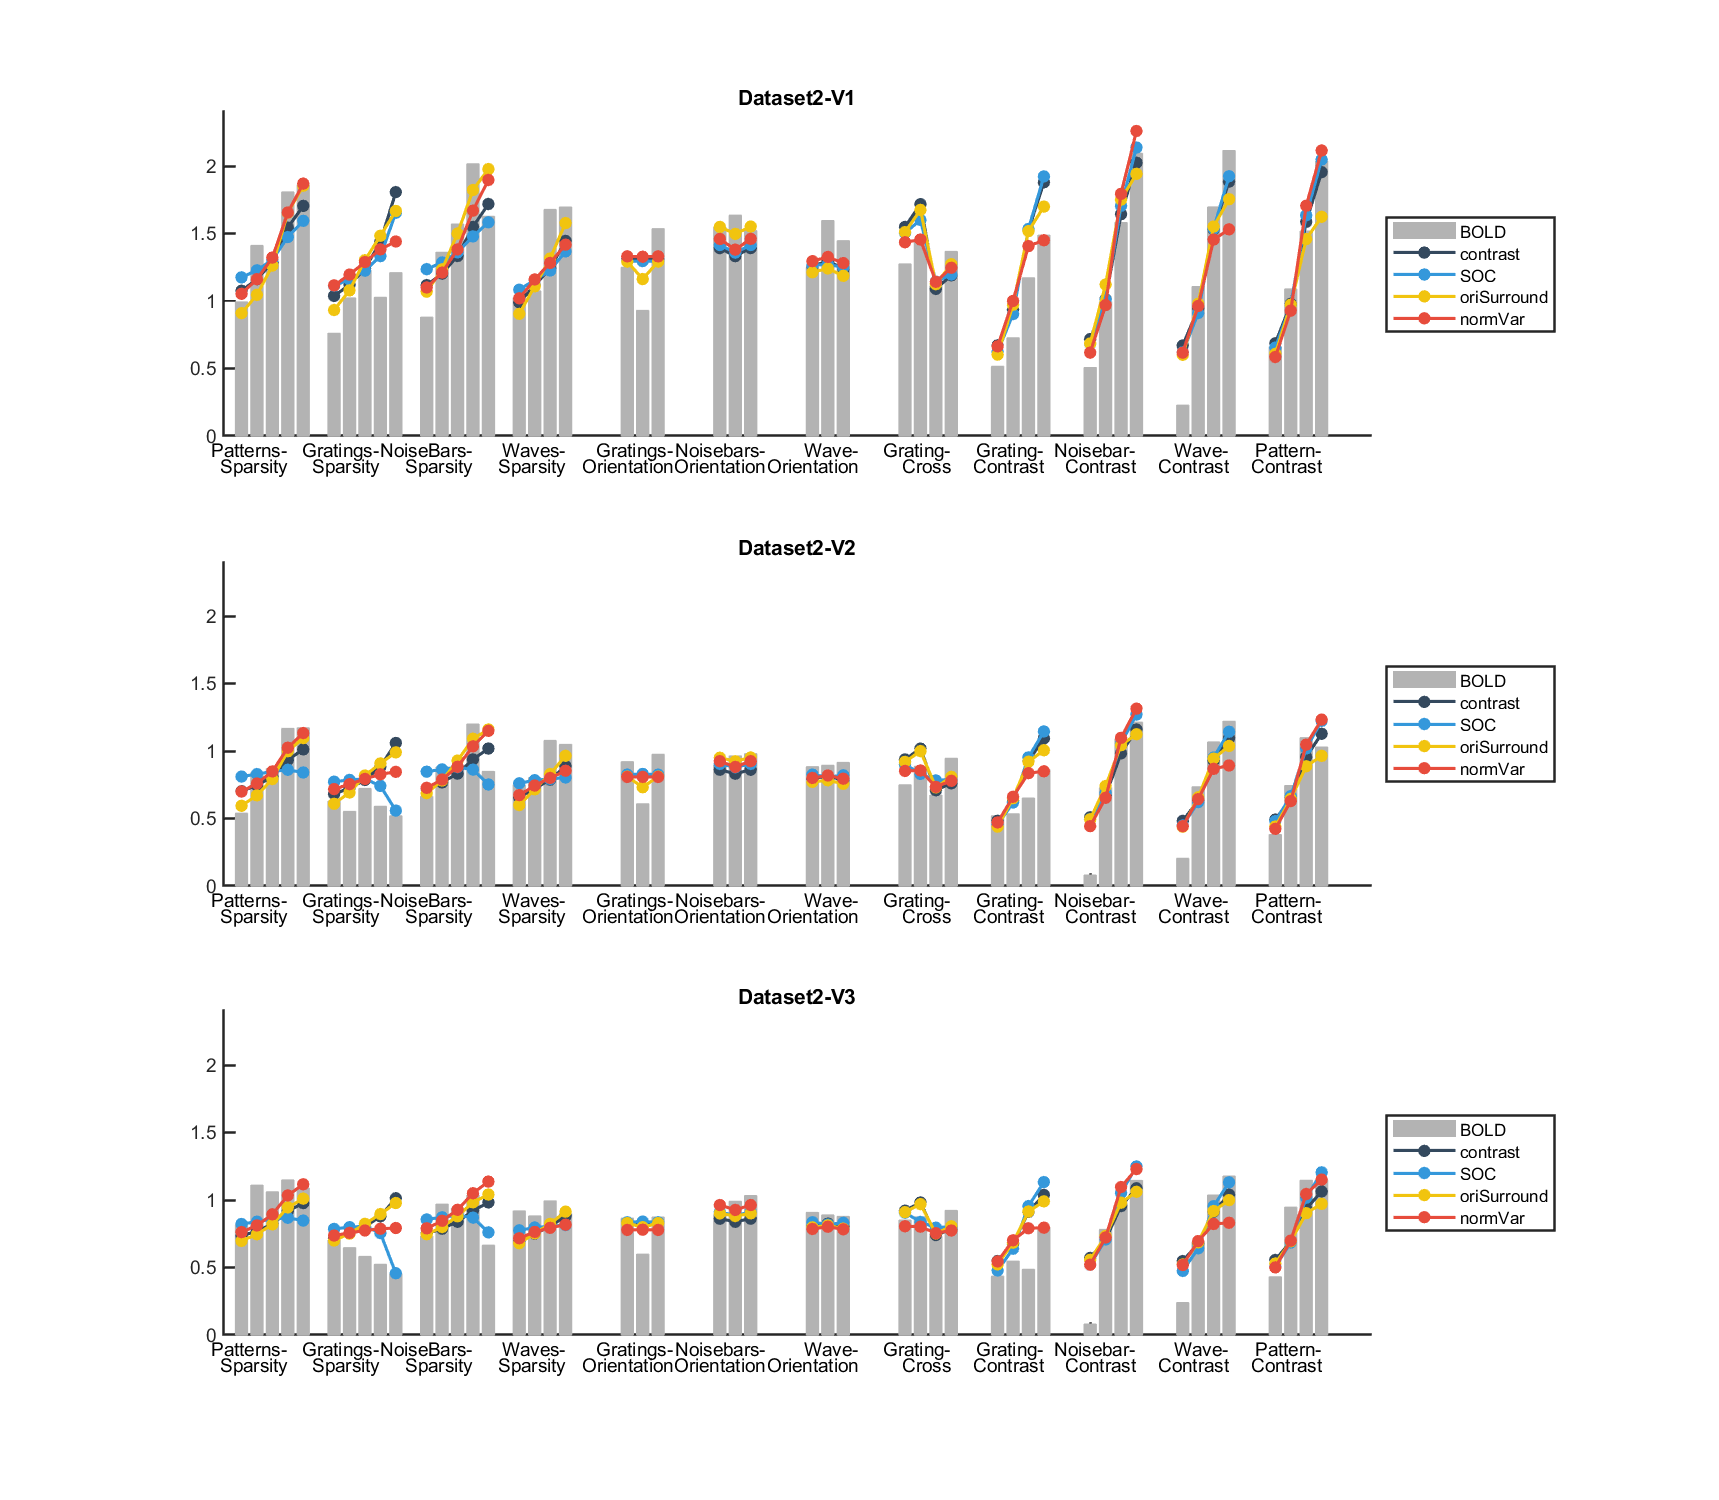 Dataset2-V1
2
1.5
1
0.5
0
Patterns- Gratings- NoiseBars- Waves- Gratings- Noisebars- Wave- Grating- Grating- Noisebar- Wave- Pattern-
Sparsity Sparsity Sparsity Sparsity Orientation Orientation Orientation Cross Contrast Contrast Contrast Contrast
BOLD
contrast
SOC
oriSurround
normVar
Dataset2-V2
2
1.5
1
0.5
0
Patterns- Gratings- NoiseBars- Waves- Gratings- Noisebars- Wave- Grating- Grating- Noisebar- Wave- Pattern-
Sparsity Sparsity Sparsity Sparsity Orientation Orientation Orientation Cross Contrast Contrast Contrast Contrast
BOLD
contrast
SOC
oriSurround
normVar
Dataset2-V3
2
1.5
1
0.5
0
Patterns- Gratings- NoiseBars- Waves- Gratings- Noisebars- Wave- Grating- Grating- Noisebar- Wave- Pattern-
Sparsity Sparsity Sparsity Sparsity Orientation Orientation Orientation Cross Contrast Contrast Contrast Contrast
BOLD
contrast
SOC
oriSurround
normVar